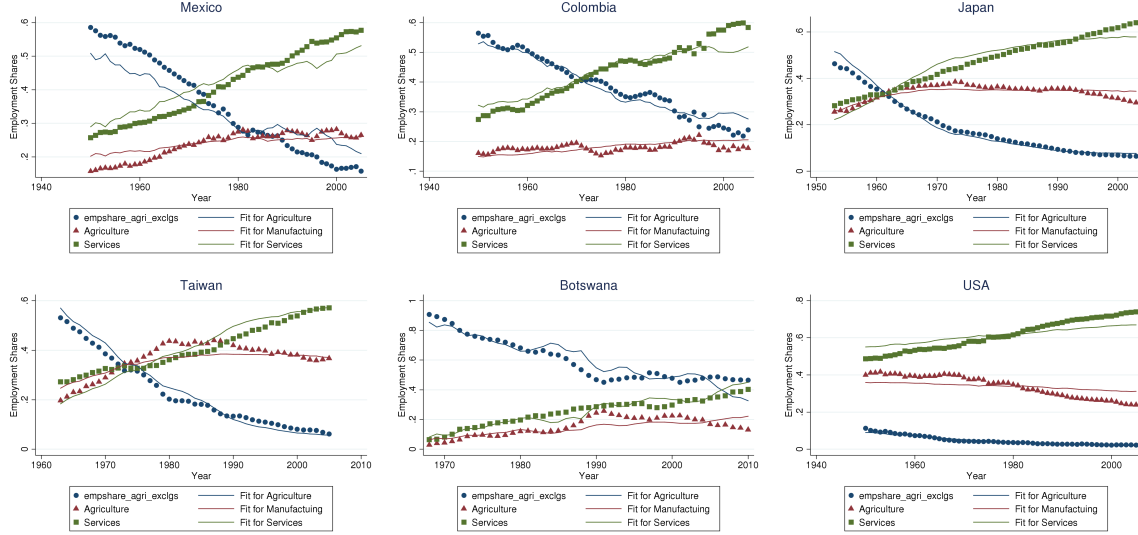 Mexico
Employment Shares
.6
.5
.4
.3
.2
1940
1960
1980
2000
Year
empshare_agri_exclgs Fit for Agriculture
Agriculture Fit for Manufactuing
Services Fit for Services
Colombia
Employment Shares
.6
.5
.4
.3
.2
.1
1940
1960
1980
2000
Year
empshare_agri_exclgs Fit for Agriculture
Agriculture Fit for Manufactuing
Services Fit for Services
Japan
Employment Shares
.6
.4
.2
0
1950
1960
1970
1980
1990
2000
Year
empshare_agri_exclgs Fit for Agriculture
Agriculture Fit for Manufactuing
Services Fit for Services
Taiwan
Employment Shares
.6
.4
.2
0
1960
1970
1980
1990
2000
2010
Year
empshare_agri_exclgs Fit for Agriculture
Agriculture Fit for Manufactuing
Services Fit for Services
Botswana
Employment Shares
1
.8
.6
.4
.2
0
1970
1980
1990
2000
2010
Year
empshare_agri_exclgs Fit for Agriculture
Agriculture Fit for Manufactuing
Services Fit for Services
USA
Employment Shares
.8
.6
.4
.2
0
1940
1960
1980
2000
Year
empshare_agri_exclgs Fit for Agriculture
Agriculture Fit for Manufactuing
Services Fit for Services